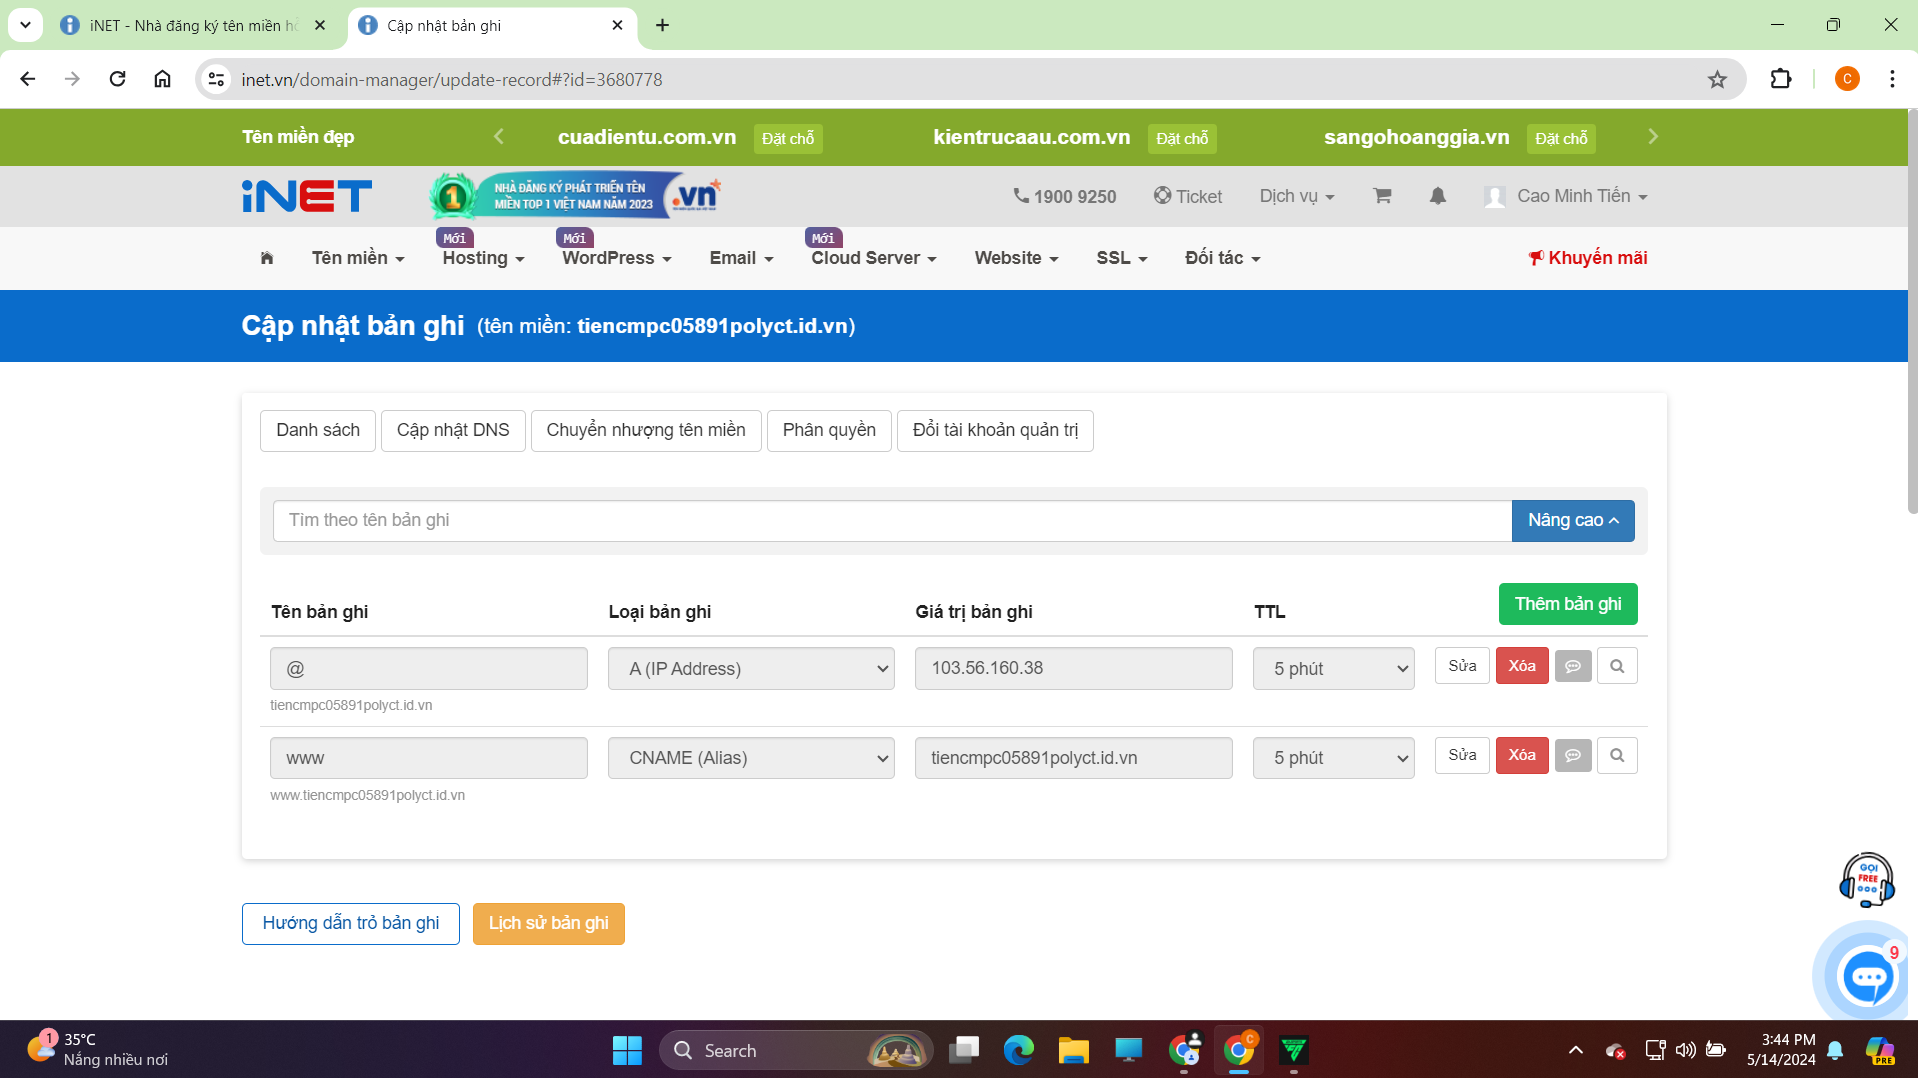 iNET - Nhà đăng ký tên miền hà
Cập nhật bản ghi
inet.vn/domain-manager/update-record#?id=3680778
C
Tên miền đẹp
cuadientu.com.vn
Đặt chỗ
kientrucaau.com.vn
Đặt chỗ
sangohoanggia.vn
Đặt chỗ
iNET
1
NHÀ ĐĂNG KÝ PHÁT TRIỂN TÊN
MIỀN TOP 1 VIỆT NAM NĂM 2023
.vn
1900 9250
Ticket
Dịch vụ
Cao Minh Tiến
Tên miền
Mới
Hosting
Mới
WordPress
Email
Mới
Cloud Server
Website
SSL
Đối tác
Khuyến mãi
Cập nhật bản ghi (tên miền: tiencmpc05891polyct.id.vn)
Danh sách
Cập nhật DNS
Chuyển nhượng tên miền
Phân quyền
Đổi tài khoản quản trị
Tìm theo tên bản ghi
Nâng cao
Tên bản ghi
Loại bản ghi
Giá trị bản ghi
TTL
Thêm bản ghi
@
A (IP Address)
103.56.160.38
5 phút
Sửa
Xóa
tiencmpc05891polyct.id.vn
www
CNAME (Alias)
tiencmpc05891polyct.id.vn
5 phút
Sửa
Xóa
www.tiencmpc05891polyct.id.vn
Hướng dẫn trỏ bản ghi
Lịch sử bản ghi
GỌI
FREE
9
1
35°C
Nắng nhiều nơi
Search
C
3:44 PM
5/14/2024
PRE